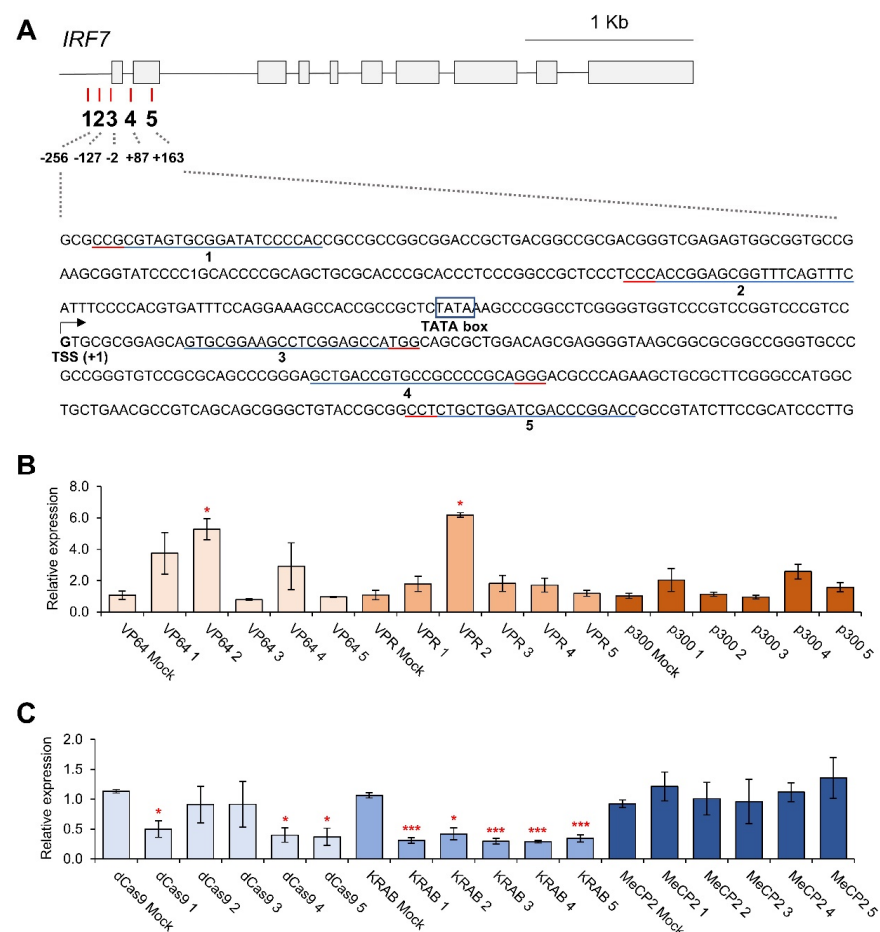 A
IRF7
1 Kb
1 2 3 4 5
-256 -127 -2 +87 +163
GCGCCCGCGTAGTGCGGATATCCCCACCGCCGCCGGCGGACCGCTGACGGCCGCGACGGGTCGAGAGTGGCGGTGCCG
1
AAGCGGTATCCCC1GCACCCCGCAGCTGCGCACCCGCACCCTCCCGGCCGCTCCCTCCCACCGGAGCGGTTTCAGTTTC
2
ATTTCCCCACGTGATTTCCAGGAAAGCCACCGCCGCTCTATAAAGCCCGGCCTCGGGGTGGTCCCGTCCGGTCCCGTCC
TATA box
GTGCGCGGAGCAGTGCGGAAGCCTCGGAGCCATGGCAGCGCTGGACAGCGAGGGGTAAGCGGCGCGGCCGGGTGCCC
TSS (+1)
3
GCCGGGTGTCCGCGCAGCCCGGGAGCTGACCGTGCCGCCCCGCAGGGACGCCCAGAAGCTGCGCTTCGGGCCATGGC
4
TGCTGAACGCCGTCAGCAGCGGGCTGTACCGCGGCCTCTGCTGGATCGACCCGGACCGCCGTATCTTCCGCATCCCTTG
5
B
Relative expression
10.0
8.0
6.0
4.0
2.0
0.0
* *
VP64 Mock
VP64 1
VP64 2
VP64 3
VP64 4
VP64 5
VPR Mock
VPR 1
VPR 2
VPR 3
VPR 4
VPR 5
p300 Mock
p300 1
p300 2
p300 3
p300 4
p300 5
C
Relative expression
2.0
1.5
1.0
0.5
0.0
* * * *** * *** *** ***
dCas9 Mock
dCas9 1
dCas9 2
dCas9 3
dCas9 4
dCas9 5
KRAB Mock
KRAB 1
KRAB 2
KRAB 3
KRAB 4
KRAB 5
MeCP2 Mock
MeCP2 1
MeCP2 2
MeCP2 3
MeCP2 4
MeCP2 5